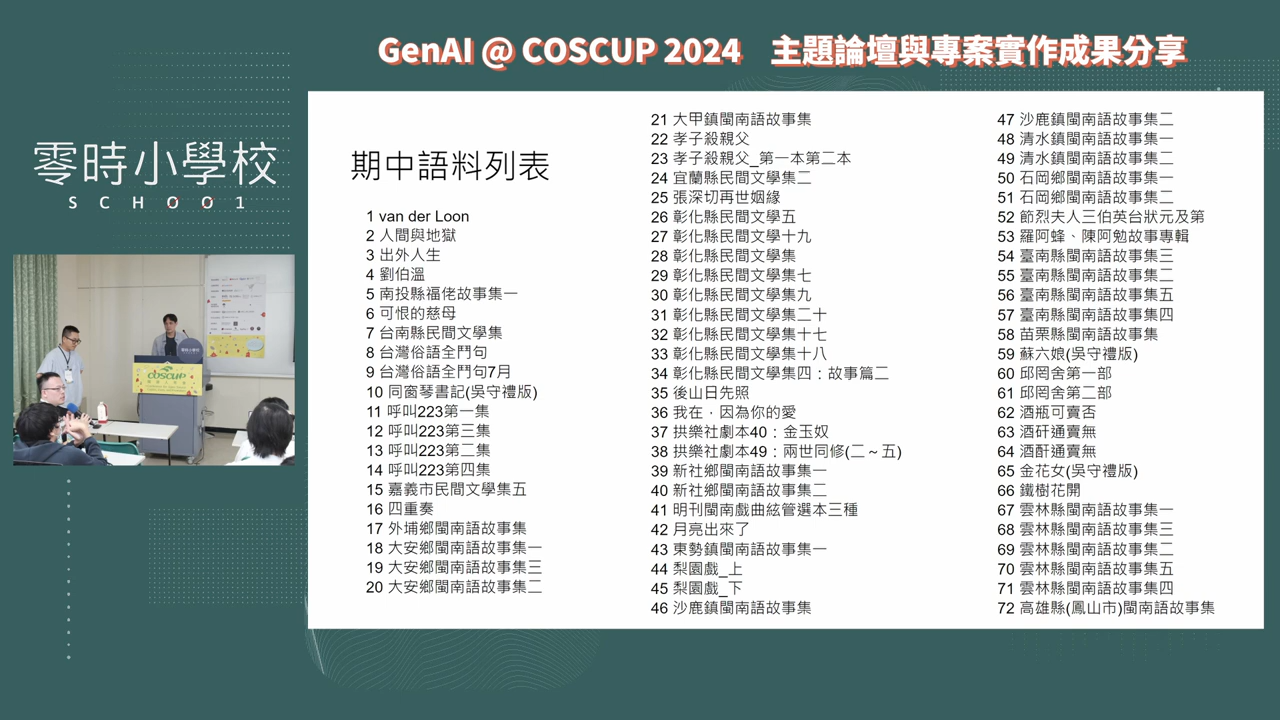 GenAI @ COSCUP 2024 主題論壇與專案實作成果分享
零時小學校
SCHOO1
期中語料列表
1 van der Loon
2 人間與地獄
3 出外人生
4 劉伯溫
5 南投縣福佬故事集一
6 可恨的慈母
7 台南縣民間文學集
8 台灣俗語全鬥句
9 台灣俗語全鬥句7月
10 同窗琴書記(吳守禮版)
11 呼叫223第一集
12 呼叫223第三集
13 呼叫223第二集
14 呼叫223第四集
15 嘉義市民間文學集五
16 四重奏
17 外埔鄉閩南語故事集
18 大安鄉閩南語故事集一
19 大安鄉閩南語故事集三
20 大安鄉閩南語故事集二
21 大甲鎮閩南語故事集
22 孝子殺親父
23 孝子殺親父_第一本第二本
24 宜蘭縣民間文學集二
25 張深切再世姻緣
26 彰化縣民間文學五
27 彰化縣民間文學十九
28 彰化縣民間文學集
29 彰化縣民間文學集七
30 彰化縣民間文學集九
31 彰化縣民間文學集二十
32 彰化縣民間文學集十七
33 彰化縣民間文學集十八
34 彰化縣民間文學集四：故事篇二
35 後山日先照
36 我在，因為你的愛
37 拱樂社劇本40：金玉奴
38 拱樂社劇本49：兩世同修(二～五)
39 新社鄉閩南語故事集一
40 新社鄉閩南語故事集二
41 明刊閩南戲曲絃管選本三種
42 月亮出來了
43 東勢鎮閩南語故事集一
44 梨園戲_上
45 梨園戲_下
46 沙鹿鎮閩南語故事集
47 沙鹿鎮閩南語故事集二
48 清水鎮閩南語故事集一
49 清水鎮閩南語故事集二
50 石岡鄉閩南語故事集一
51 石岡鄉閩南語故事集二
52 節烈夫人三伯英台狀元及第
53 羅阿蜂、陳阿勉故事專輯
54 臺南縣閩南語故事集三
55 臺南縣閩南語故事集二
56 臺南縣閩南語故事集五
57 臺南縣閩南語故事集四
58 苗栗縣閩南語故事集
59 蘇六娘(吳守禮版)
60 邱罔舍第一部
61 邱罔舍第二部
62 酒瓶可賣否
63 酒矸通賣無
64 酒酐通賣無
65 金花女(吳守禮版)
66 鐵樹花開
67 雲林縣閩南語故事集一
68 雲林縣閩南語故事集三
69 雲林縣閩南語故事集二
70 雲林縣閩南語故事集五
71 雲林縣閩南語故事集四
72 高雄縣(鳳山市)閩南語故事集
COSCUP